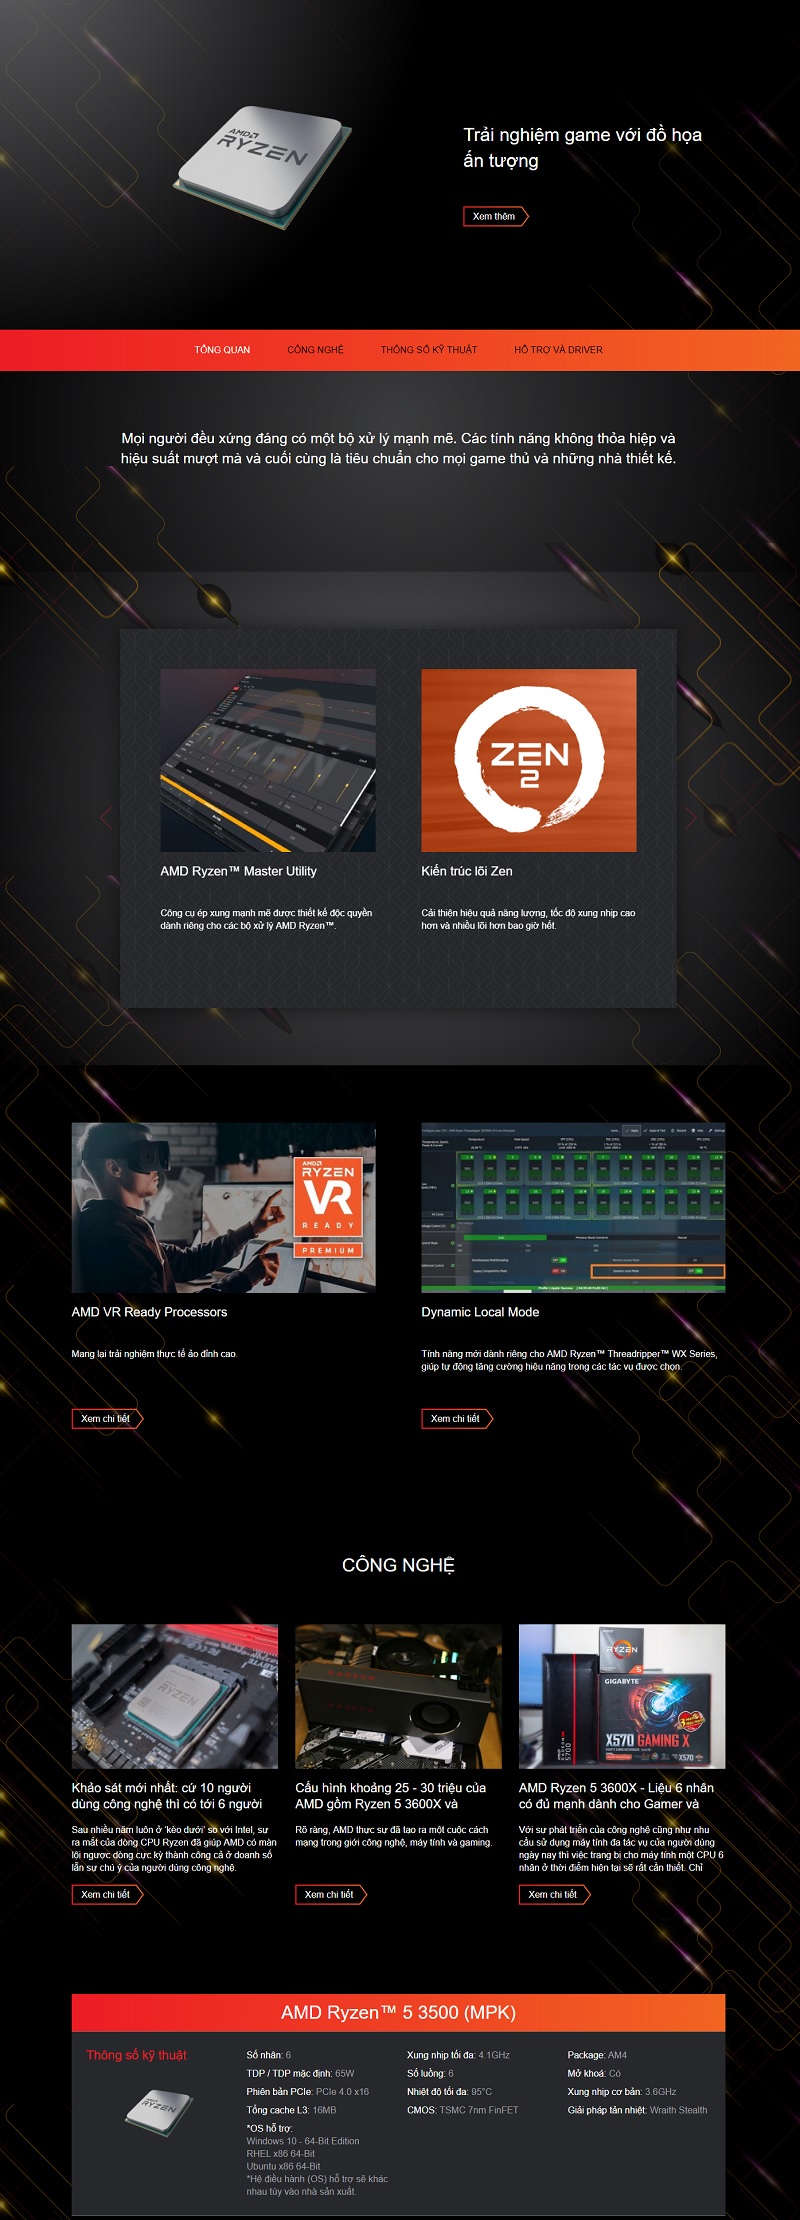 AMD
RYZEN
Trải nghiệm game với đồ họa
ấn tượng
Xem thêm
TỔNG QUAN
CÔNG NGHỆ
THÔNG SỐ KỸ THUẬT
HỖ TRỢ VÀ DRIVER
Mọi người đều xứng đáng có một bộ xử lý mạnh mẽ. Các tính năng không thỏa hiệp và
hiệu suất mượt mà và cuối cùng là tiêu chuẩn cho mọi game thủ và những nhà thiết kế.
RYZEN
ZEN
2
AMD Ryzen™ Master Utility
Công cụ ép xung mạnh mẽ được thiết kế độc quyền
dành riêng cho các bộ xử lý AMD Ryzen™.
Kiến trúc lõi Zen
Cải thiện hiệu quả năng lượng, tốc độ xung nhịp cao
hơn và nhiều lõi hơn bao giờ hết.
AMD
RYZEN
VR
READY
PREMIUM
AMD VR Ready Processors
Mang lại trải nghiệm thực tế ảo đỉnh cao.
Xem chi tiết
Dynamic Local Mode
Tính năng mới dành riêng cho AMD Ryzen™ Threadripper™ WX Series,
giúp tự động tăng cường hiệu năng trong các tác vụ được chọn.
Xem chi tiết
CÔNG NGHỆ
RYZEN
Khảo sát mới nhất: cứ 10 người
dùng công nghệ thì có tới 6 người
Sau nhiều năm luôn ở 'kèo dưới' so với Intel, sự
ra mắt của dòng CPU Ryzen đã giúp AMD có màn
lội ngược dòng cực kỳ thành công cả ở doanh số
lẫn sự chú ý của người dùng công nghệ.
Xem chi tiết
RADEON
Cấu hình khoảng 25 - 30 triệu của
AMD gồm Ryzen 5 3600X và
Rõ ràng, AMD thực sự đã tạo ra một cuộc cách
mạng trong giới công nghệ, máy tính và gaming.
Xem chi tiết
RYZEN
5
GIGABYTE
X570 GAMING X
X570
RADEON
RX 5700
AMD Ryzen 5 3600X - Liệu 6 nhân
có đủ mạnh dành cho Gamer và
Với sự phát triển của công nghệ cũng như nhu
cầu sử dụng máy tính đa tác vụ của người dùng
ngày nay thì việc trang bị cho máy tính một CPU 6
nhân ở thời điểm hiện tại sẽ rất cần thiết. Chỉ
Xem chi tiết
AMD Ryzen™ 5 3500 (MPK)
Thông số kỹ thuật
AMD
RYZEN
Số nhân: 6
TDP / TDP mặc định: 65W
Phiên bản PCIe: PCIe 4.0 x16
Tổng cache L3: 16MB
*OS hỗ trợ:
Windows 10 - 64-Bit Edition
RHEL x86 64-Bit
Ubuntu x86 64-Bit
*Hệ điều hành (OS) hỗ trợ sẽ khác
nhau tùy vào nhà sản xuất.
Xung nhịp tối đa: 4.1GHz
Số luồng: 6
Nhiệt độ tối đa: 95°C
CMOS: TSMC 7nm FinFET
Package: AM4
Mở khoá: Có
Xung nhịp cơ bản: 3.6GHz
Giải pháp tản nhiệt: Wraith Stealth